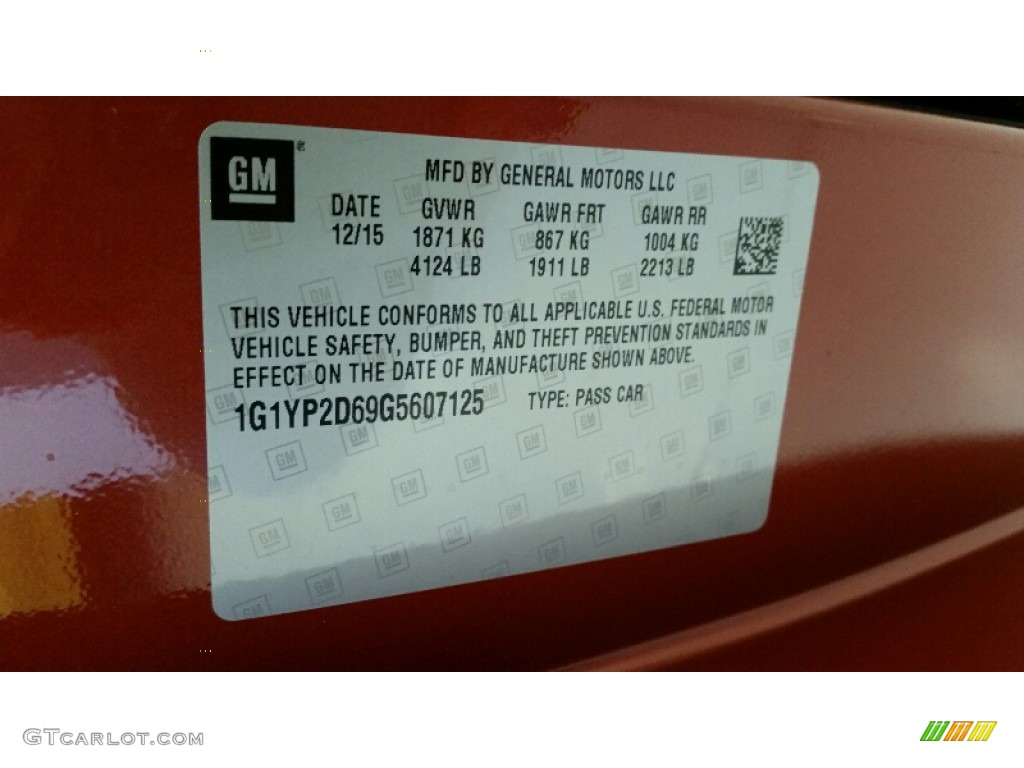 GM
MFD BY GENERAL MOTORS LLC
DATE GVWR GAWR FRT GAWR RR
12/15 1871 KG 867 KG 1004 KG
4124 LB 1911 LB 2213 LB
THIS VEHICLE CONFORMS TO ALL APPLICABLE U.S. FEDERAL MOTOR
VEHICLE SAFETY, BUMPER, AND THEFT PREVENTION STANDARDS IN
EFFECT ON THE DATE OF MANUFACTURE SHOWN ABOVE.
1G1YP2D69G5607125 TYPE: PASS CAR
GTCARLOT.COM